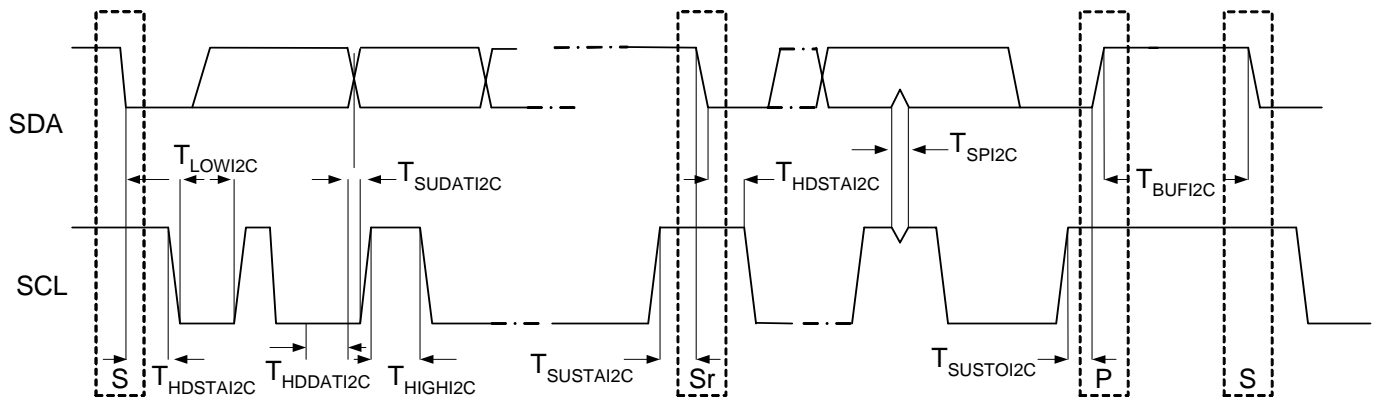 SDA
T_LOWI2C
T_SUDATI2C
T_HDSTAI2C
T_SPI2C
T_BUFI2C
SCL
S
T_HDSTAI2C
T_HDDATI2C
T_HIGHI2C
T_SUSTAI2C
Sr
T_SUSTOI2C
P
S